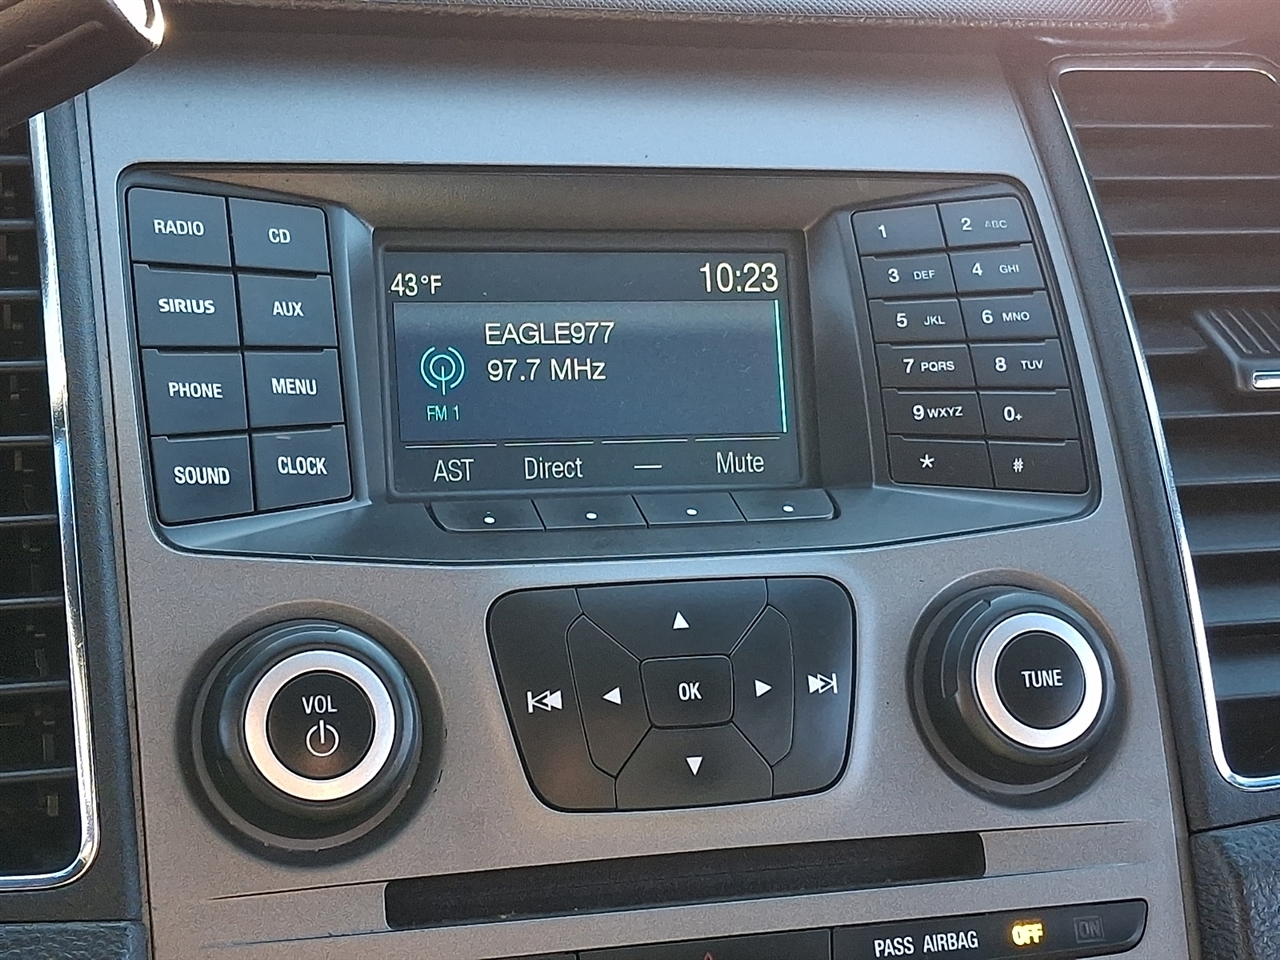 RADIO
CD
SIRIUS
AUX
PHONE
MENU
SOUND
CLOCK
43°F
10:23
EAGLE977
97.7 MHz
FM 1
AST
Direct
—
Mute
1
2 ABC
3 DEF
4 GHI
5 JKL
6 MNO
7 PQRS
8 TUV
9 WXYZ
0+
*
#
VOL
OK
TUNE
PASS AIRBAG OFF ON